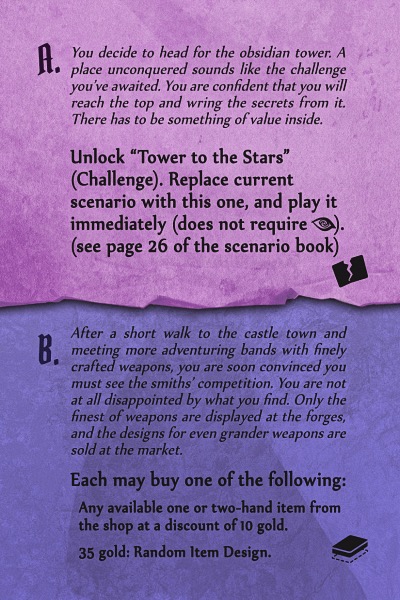 A.
You decide to head for the obsidian tower. A
place unconquered sounds like the challenge
you've awaited. You are confident that you will
reach the top and wring the secrets from it.
There has to be something of value inside.
Unlock “Tower to the Stars”
(Challenge). Replace current
scenario with this one, and play it
immediately (does not require ).
(see page 26 of the scenario book)
B.
After a short walk to the castle town and
meeting more adventuring bands with finely
crafted weapons, you are soon convinced you
must see the smiths' competition. You are not
at all disappointed by what you find. Only the
finest of weapons are displayed at the forges,
and the designs for even grander weapons are
sold at the market.
Each may buy one of the following:
Any available one or two-hand item from
the shop at a discount of 10 gold.
35 gold: Random Item Design.